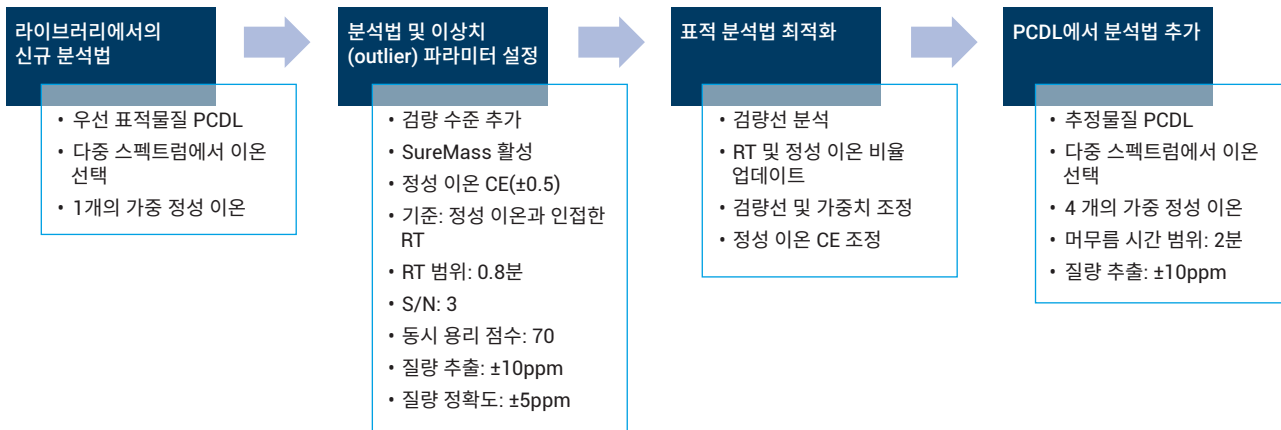 라이브러리에서의
신규 분석법
• 우선 표적물질 PCDL
• 다중 스펙트럼에서 이온
선택
• 1개의 가중 정성 이온
분석법 및 이상치
(outlier) 파라미터 설정
• 검량 수준 추가
• SureMass 활성
• 정성 이온 CE(±0.5)
• 기준: 정성 이온과 인접한
RT
• RT 범위: 0.8분
• S/N: 3
• 동시 용리 점수: 70
• 질량 추출: ±10ppm
• 질량 정확도: ±5ppm
표적 분석법 최적화
• 검량선 분석
• RT 및 정성 이온 비율
업데이트
• 검량선 및 가중치 조정
• 정성 이온 CE 조정
PCDL에서 분석법 추가
• 추정물질 PCDL
• 다중 스펙트럼에서 이온
선택
• 4 개의 가중 정성 이온
• 머무름 시간 범위: 2분
• 질량 추출: ±10ppm